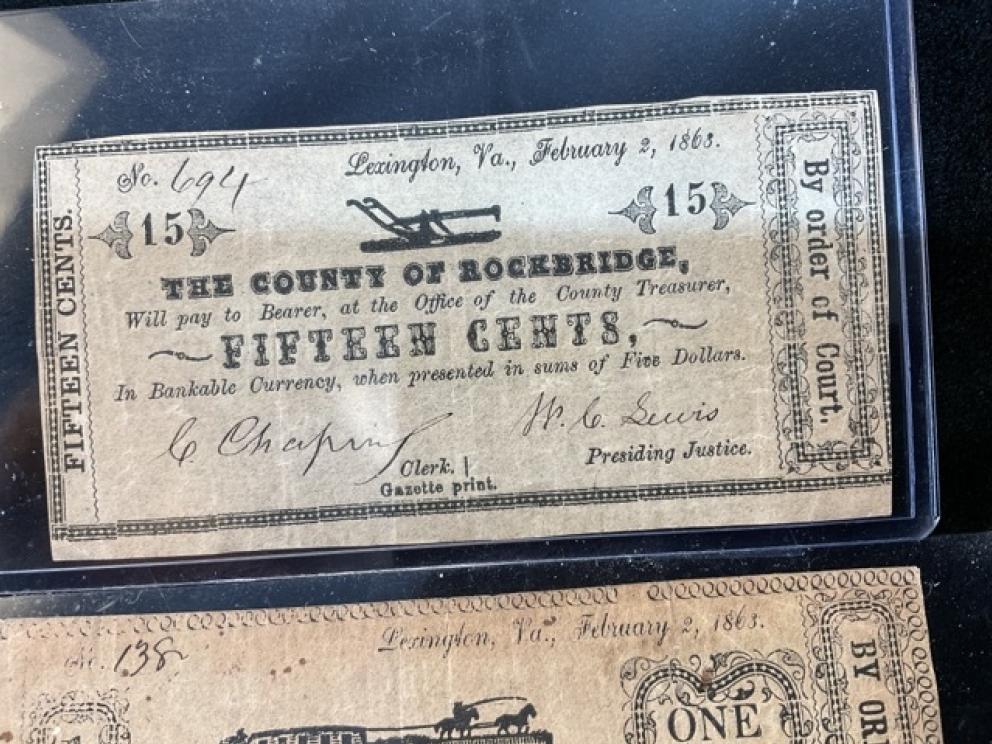 No. 694
Lexington, Va., February 2, 1863.
15
15
FIFTEEN CENTS.
THE COUNTY OF ROCKBRIDGE,
Will pay to Bearer, at the Office of the County Treasurer,
FIFTEEN CENTS,
In Bankable Currency, when presented in sums of Five Dollars.
C Chapin
Clerk.
W. C. Lewis
Presiding Justice.
Gazette print.
By order of Court.
No. 138
Lexington, Va., February 2, 1863.
ONE
BY OR